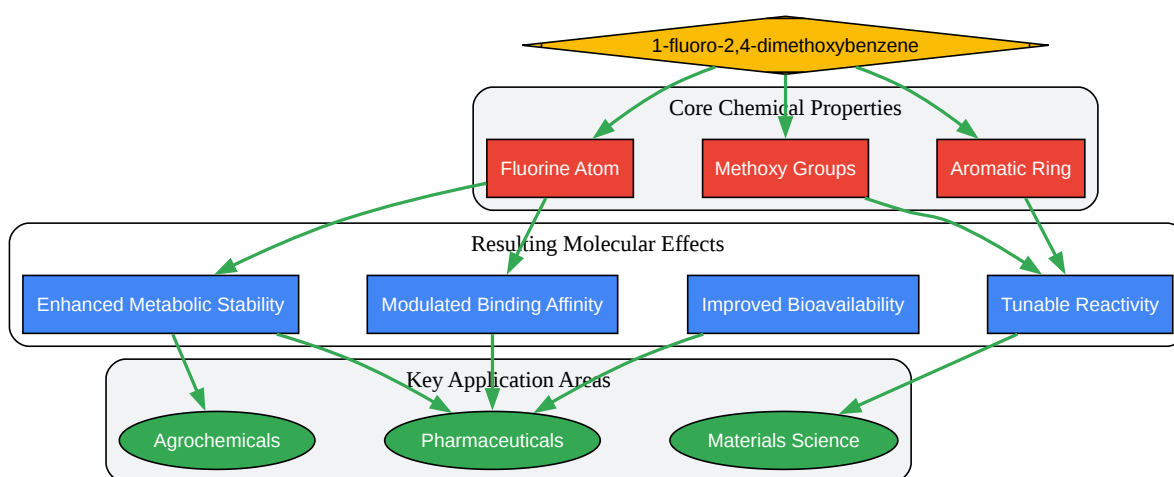 1-fluoro-2,4-dimethoxybenzene
Core Chemical Properties
Fluorine Atom
Methoxy Groups
Aromatic Ring
Resulting Molecular Effects
Enhanced Metabolic Stability
Modulated Binding Affinity
Improved Bioavailability
Tunable Reactivity
Key Application Areas
Agrochemicals
Pharmaceuticals
Materials Science